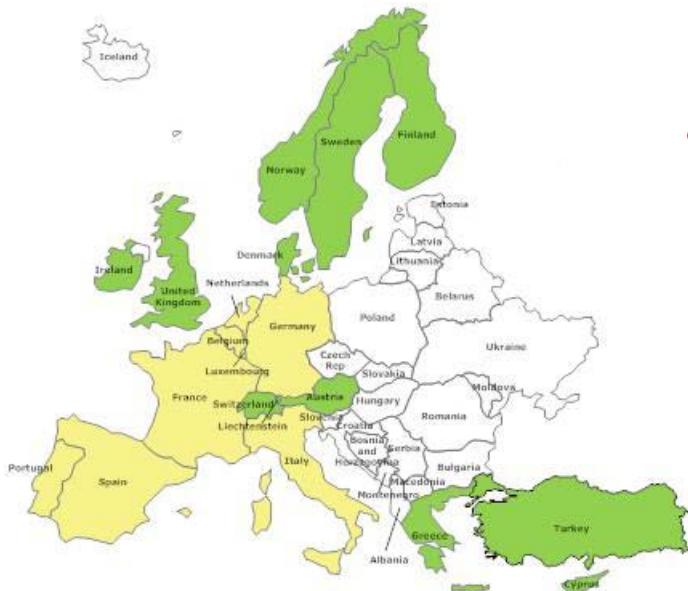 Iceland
Finland
Sweden
Norway
Estonia
Latvia
Lithuania
Denmark
Ireland
United
Kingdom
Netherlands
Belarus
Poland
Germany
Belgium
Ukraine
Czech
Rep
Luxembourg
Slovakia
Moldova
France
Switzerland
Austria
Hungary
Romania
Liechtenstein
Slovenia
Croatia
Bosnia
and
Herzegovina
Serbia
Italy
Bulgaria
Portugal
Spain
Macedonia
Montenegro
Turkey
Greece
Albania
Cyprus